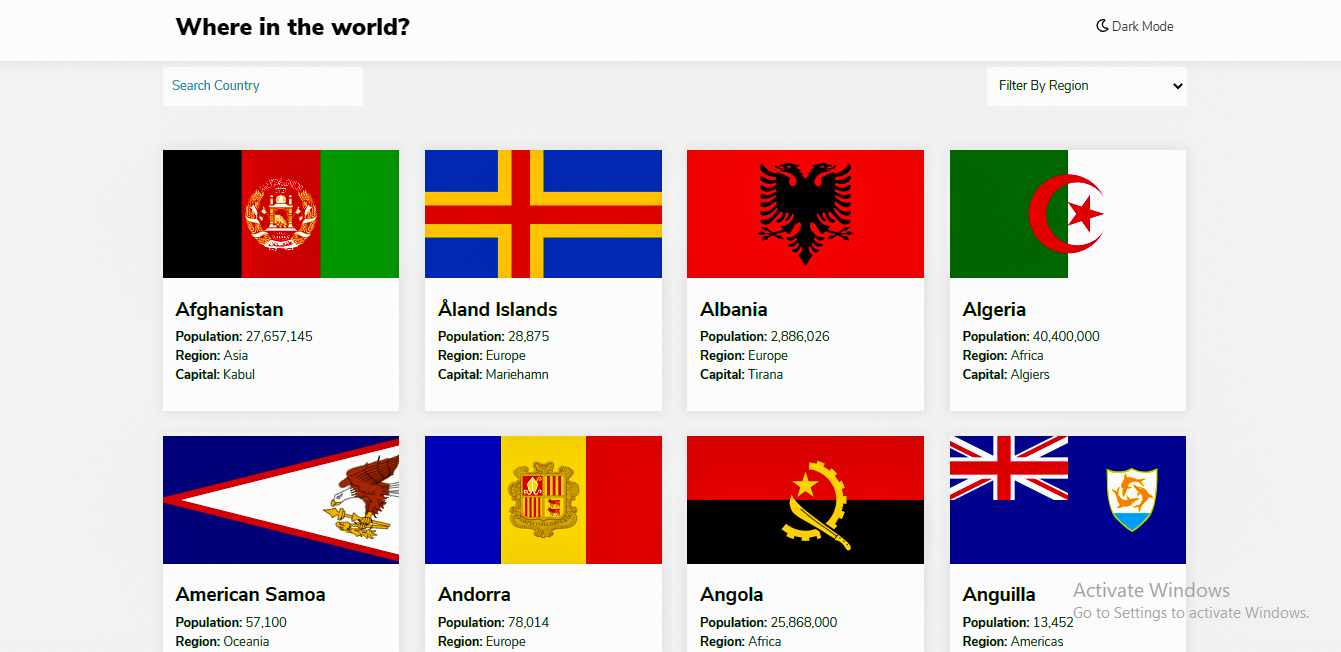 Where in the world?
Dark Mode
Search Country
Filter By Region
Afghanistan
Population: 27,657,145
Region: Asia
Capital: Kabul
Åland Islands
Population: 28,875
Region: Europe
Capital: Mariehamn
Albania
Population: 2,886,026
Region: Europe
Capital: Tirana
Algeria
Population: 40,400,000
Region: Africa
Capital: Algiers
American Samoa
Population: 57,100
Region: Oceania
Andorra
Population: 78,014
Region: Europe
Angola
Population: 25,868,000
Region: Africa
Anguilla
Population: 13,452
Region: Americas
Activate Windows
Go to Settings to activate Windows.